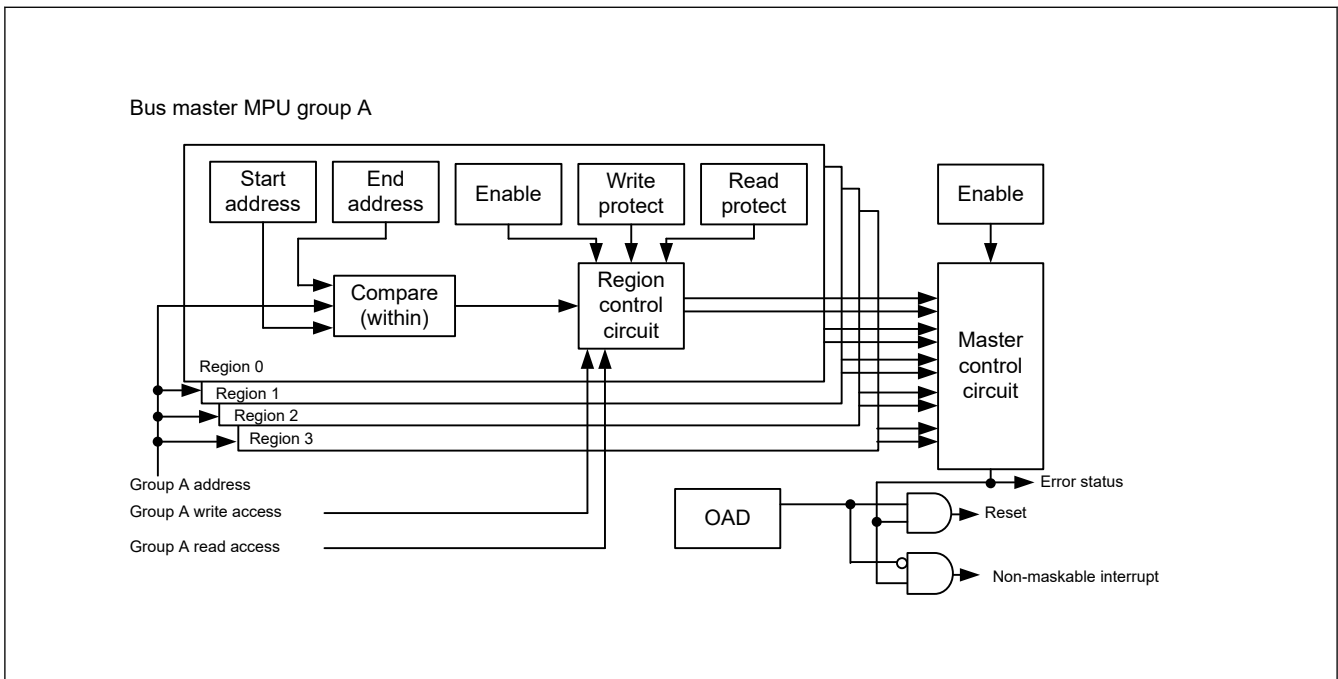 Bus master MPU group A
Start
address
End
address
Enable
Write
protect
Read
protect
Enable
Compare
(within)
Region
control
circuit
Master
control
circuit
Region 0
Region 1
Region 2
Region 3
Group A address
Group A write access
Group A read access
OAD
Error status
Reset
Non-maskable interrupt